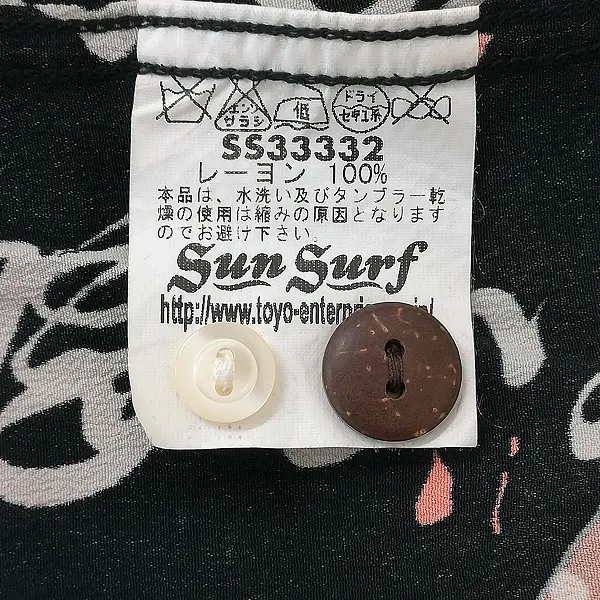 エンソ
サラシ
低
ドライ
セキユ系
SS33332
レーヨン 100%
本品は、水洗い及びタンブラー乾
燥の使用は縮みの原因となります
のでお避け下さい。
Sun Surf